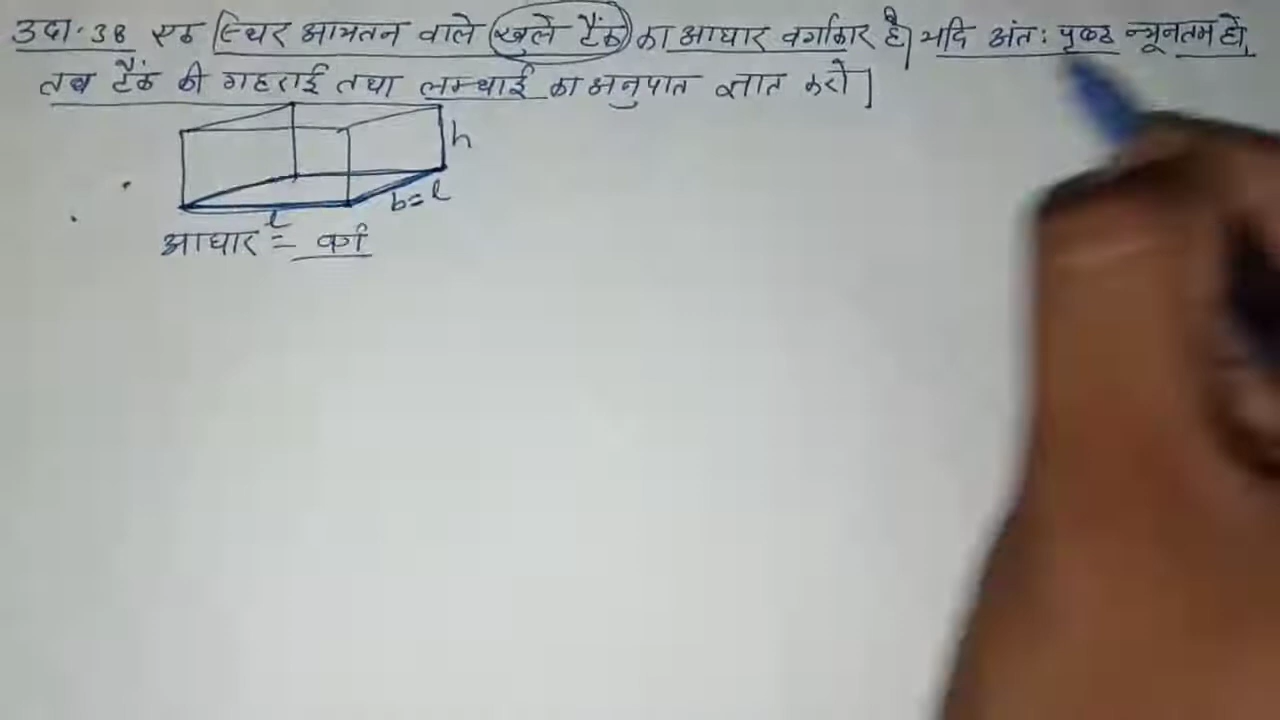 उदा. 38 एक स्थिर आयतन वाले खुले टैंक का आधार वर्गाकार है। यदि अंतः पृष्ठ न्यूनतम हो,
तब टैंक की गहराई तथा लम्बाई का अनुपात ज्ञात करो।
h
b=l
l
आधार = वर्ग